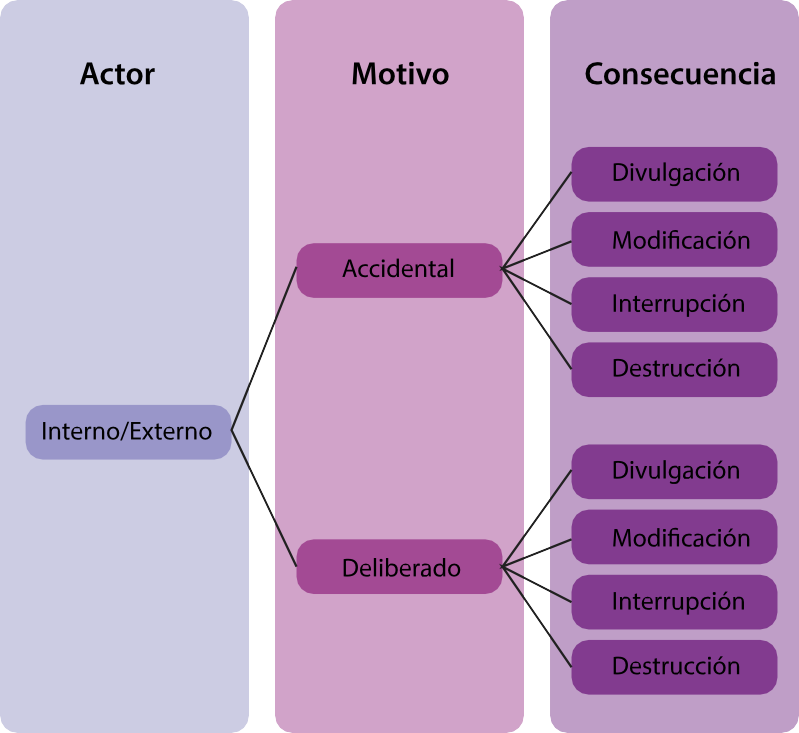 Actor
Motivo
Consecuencia
Interno/Externo
Accidental
Deliberado
Divulgación
Modificación
Interrupción
Destrucción
Divulgación
Modificación
Interrupción
Destrucción